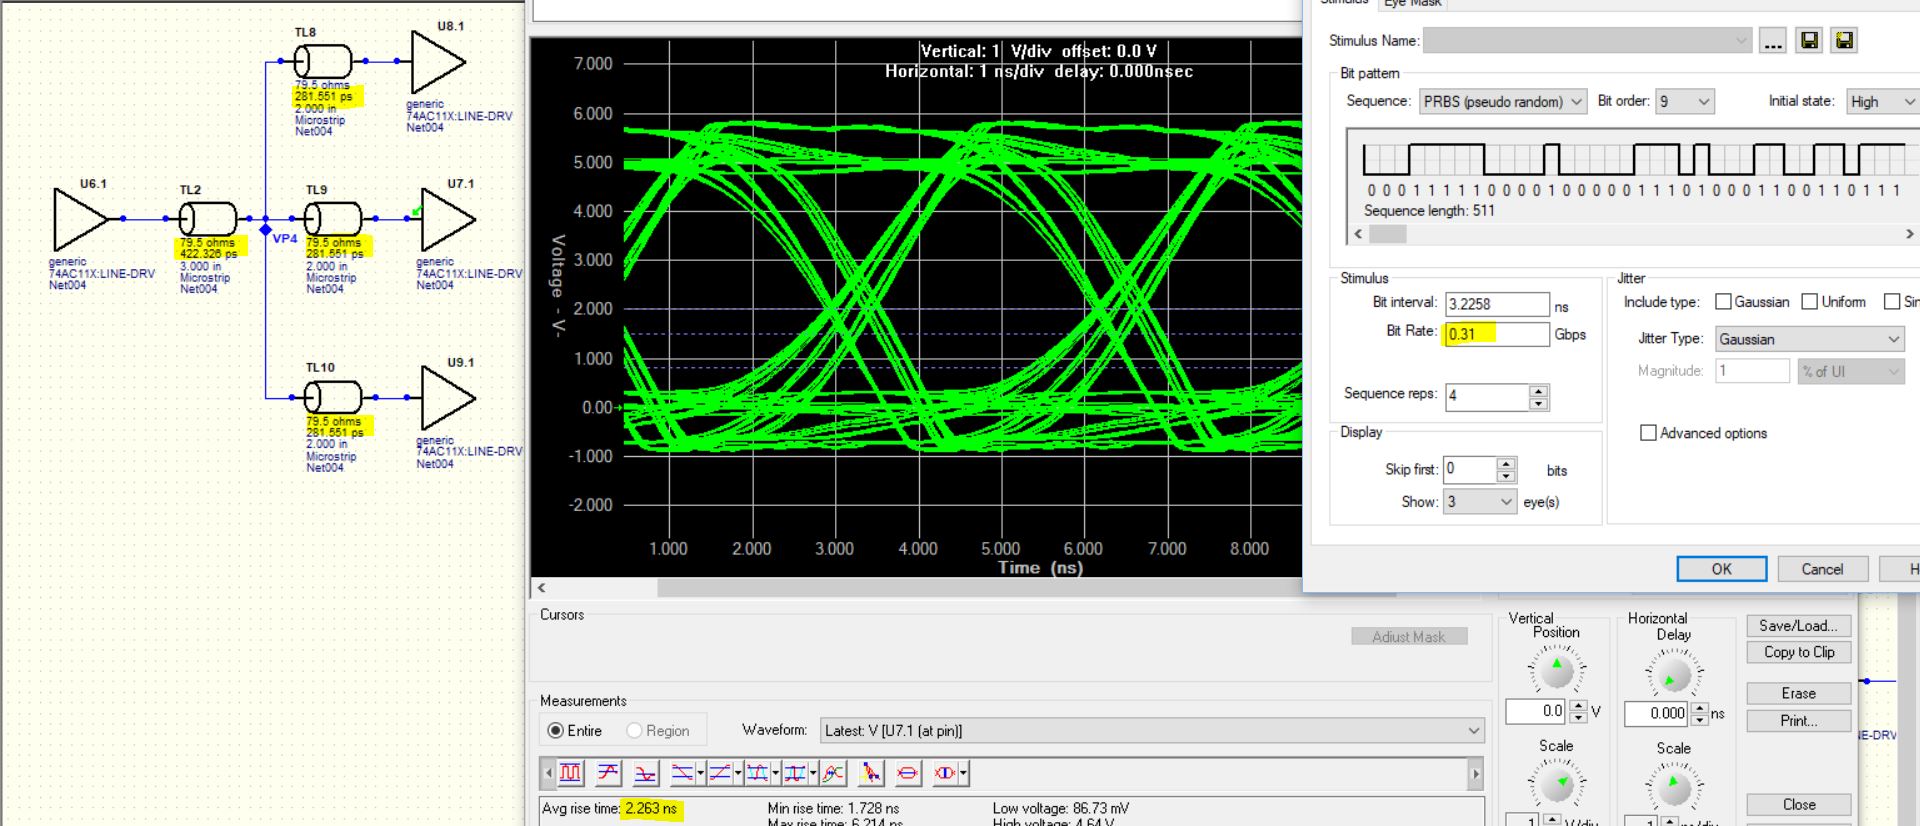 TL8
79.5 ohms
281.551 ps
2.000 in
Microstrip
Net004
U8.1
generic
74AC11X:LINE-DRV
Net004
U6.1
generic
74AC11X:LINE-DRV
Net004
TL2
79.5 ohms
422.326 ps
3.000 in
Microstrip
Net004
VP4
TL9
79.5 ohms
281.551 ps
2.000 in
Microstrip
Net004
U7.1
generic
74AC11X:LINE-DRV
Net004
TL10
79.5 ohms
281.551 ps
2.000 in
Microstrip
Net004
U9.1
generic
74AC11X:LINE-DRV
Net004
Vertical: 1 V/div offset: 0.0 V
Horizontal: 1 ns/div delay: 0.000nsec
7.000
6.000
5.000
4.000
3.000
2.000
1.000
0.00
-1.000
-2.000
Voltage - V-
1.000 2.000 3.000 4.000 5.000 6.000 7.000 8.000
Time (ns)
Stimulus Eye Mask
Stimulus Name: ...
Bit pattern
Sequence: PRBS (pseudo random) Bit order: 9 Initial state: High
0 0 0 1 1 1 1 1 0 0 0 0 1 0 0 0 0 0 1 1 1 0 1 0 0 0 1 1 0 0 1 1 0 1 1 1
Sequence length: 511
Stimulus
Bit interval: 3.2258 ns
Bit Rate: 0.31 Gbps
Sequence reps: 4
Display
Skip first: 0 bits
Show: 3 eye(s)
Jitter
Include type: Gaussian Uniform Sin
Jitter Type: Gaussian
Magnitude: 1 % of UI
Advanced options
OK Cancel H
Cursors
Adjust Mask
Measurements
Entire Region Waveform: Latest: V [U7.1 (at pin)]
Avg rise time: 2.263 ns Min rise time: 1.728 ns Low voltage: 86.73 mV
Max rise time: 6.214 ns High voltage: 4.64 V
Vertical
Position
0.0 V
Scale
1 V/div
Horizontal
Delay
0.000 ns
Scale
1 ns/div
Save/Load...
Copy to Clip
Erase
Print...
Close
IE-DRV